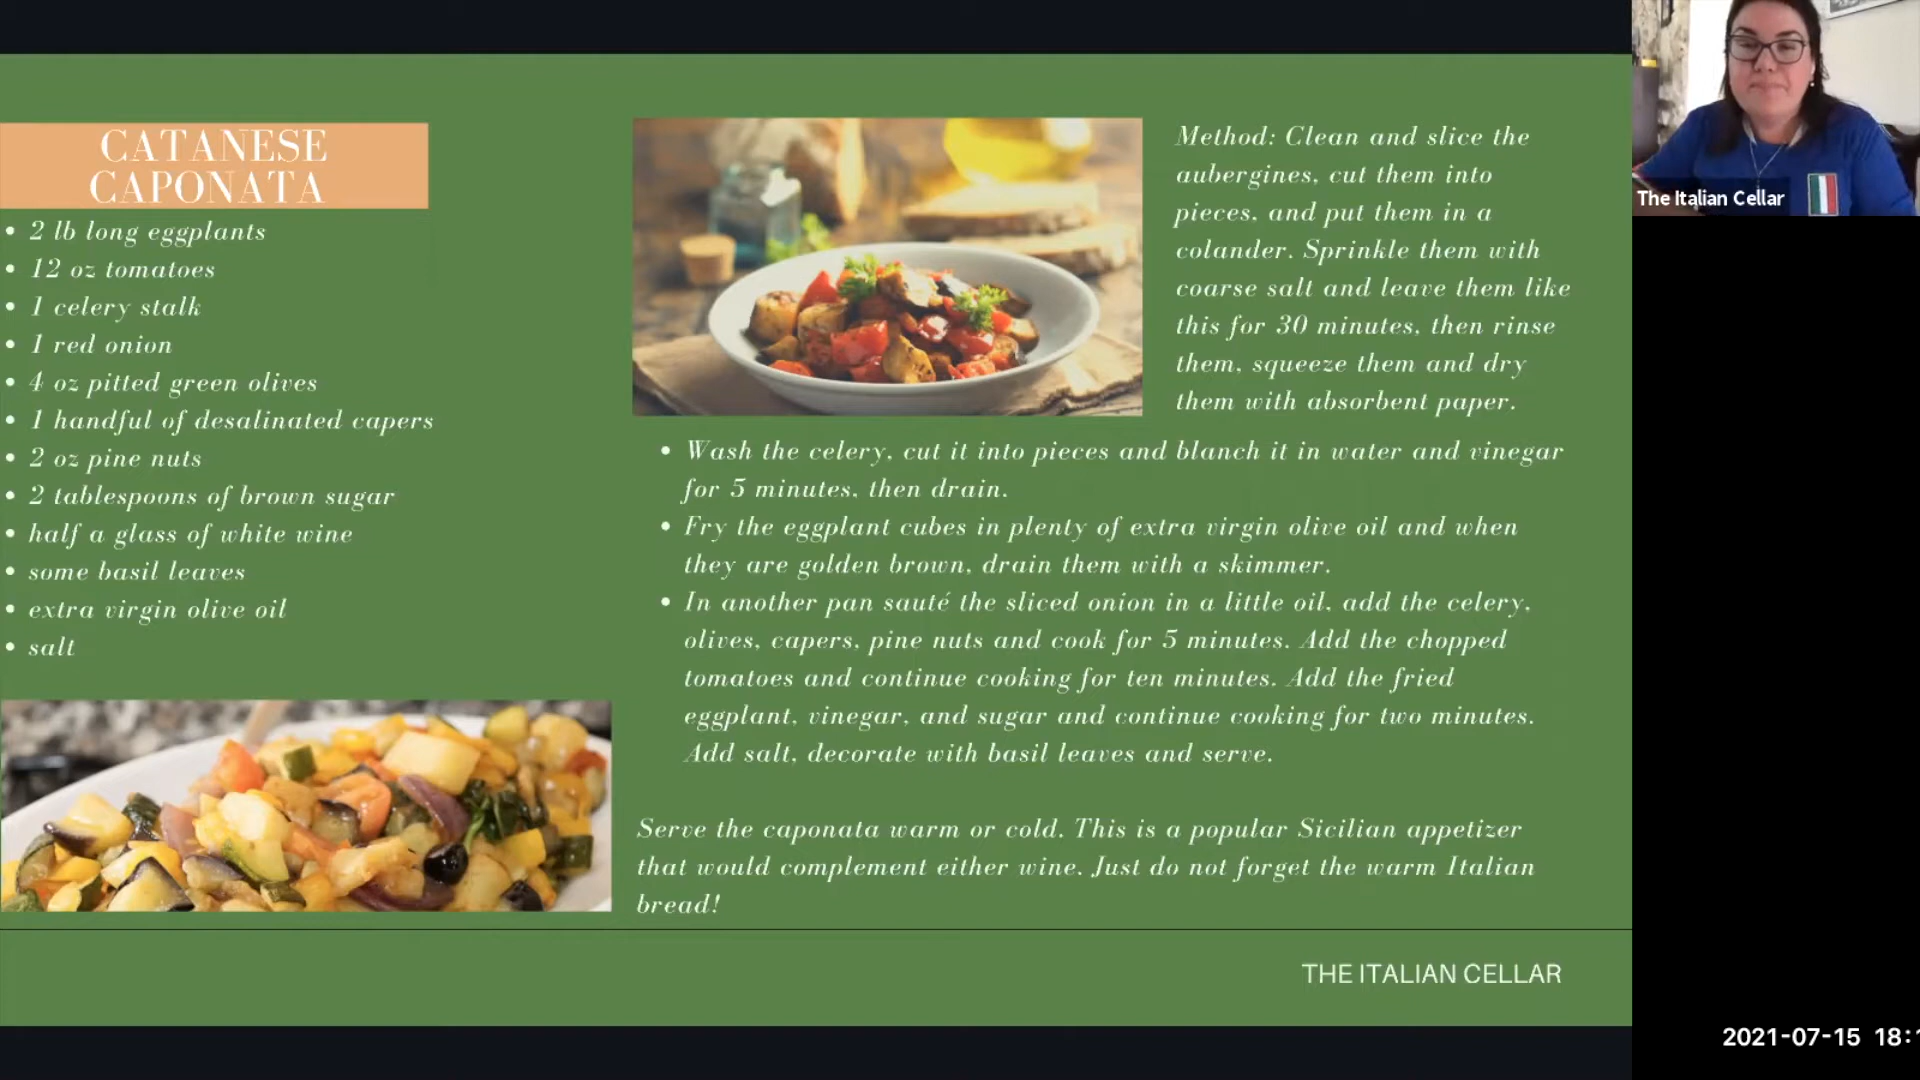 CATANESE
CAPONATA
• 2 lb long eggplants
• 12 oz tomatoes
• 1 celery stalk
• 1 red onion
• 4 oz pitted green olives
• 1 handful of desalinated capers
• 2 oz pine nuts
• 2 tablespoons of brown sugar
• half a glass of white wine
• some basil leaves
• extra virgin olive oil
• salt
Method: Clean and slice the
aubergines, cut them into
pieces, and put them in a
colander. Sprinkle them with
coarse salt and leave them like
this for 30 minutes, then rinse
them, squeeze them and dry
them with absorbent paper.
• Wash the celery, cut it into pieces and blanch it in water and vinegar
for 5 minutes, then drain.
• Fry the eggplant cubes in plenty of extra virgin olive oil and when
they are golden brown, drain them with a skimmer.
• In another pan sauté the sliced onion in a little oil, add the celery,
olives, capers, pine nuts and cook for 5 minutes. Add the chopped
tomatoes and continue cooking for ten minutes. Add the fried
eggplant, vinegar, and sugar and continue cooking for two minutes.
Add salt, decorate with basil leaves and serve.
Serve the caponata warm or cold. This is a popular Sicilian appetizer
that would complement either wine. Just do not forget the warm Italian
bread!
THE ITALIAN CELLAR
The Italian Cellar
2021-07-15 18:1